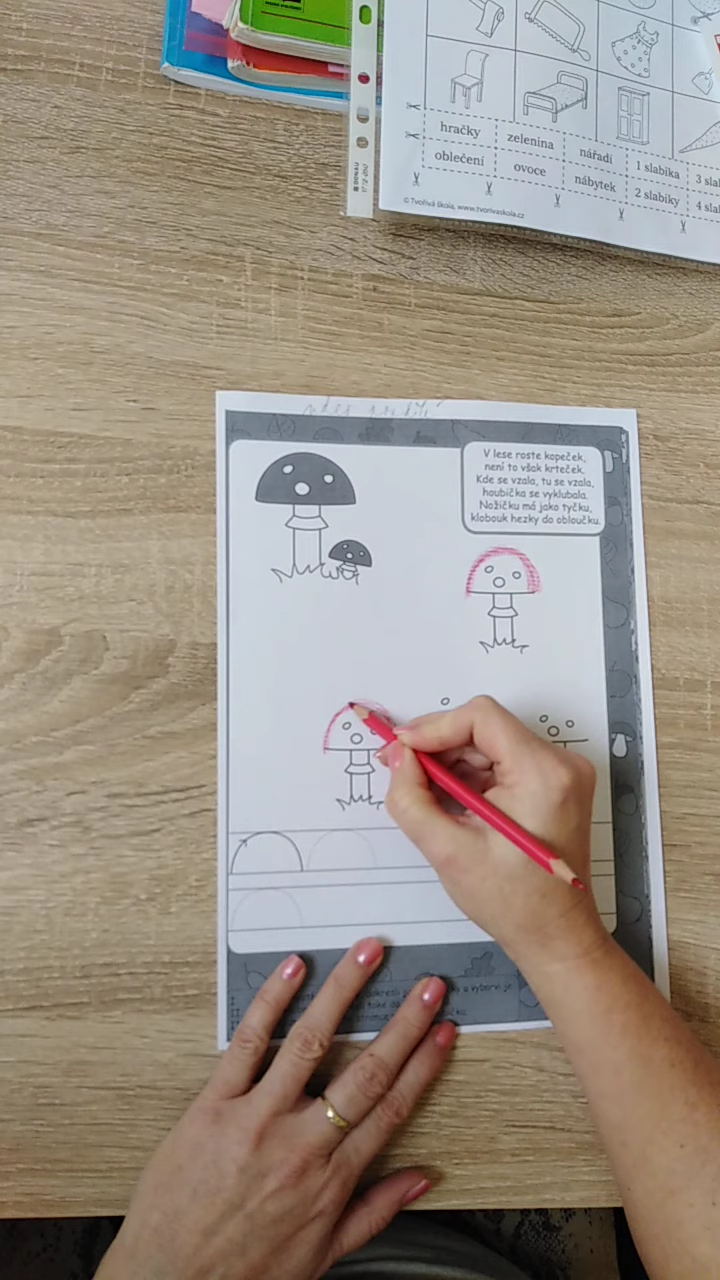 hračky
zelenina
nářadí
1 slabika
oblečení
ovoce
nábytek
2 slabiky
© Tvořivá škola, www.tvorivaskola.cz
V lese roste kopeček,
není to však krteček.
Kde se vzala, tu se vzala,
houbička se vyklubala.
Nožičku má jako tyčku,
klobouk hezky do obloučku.